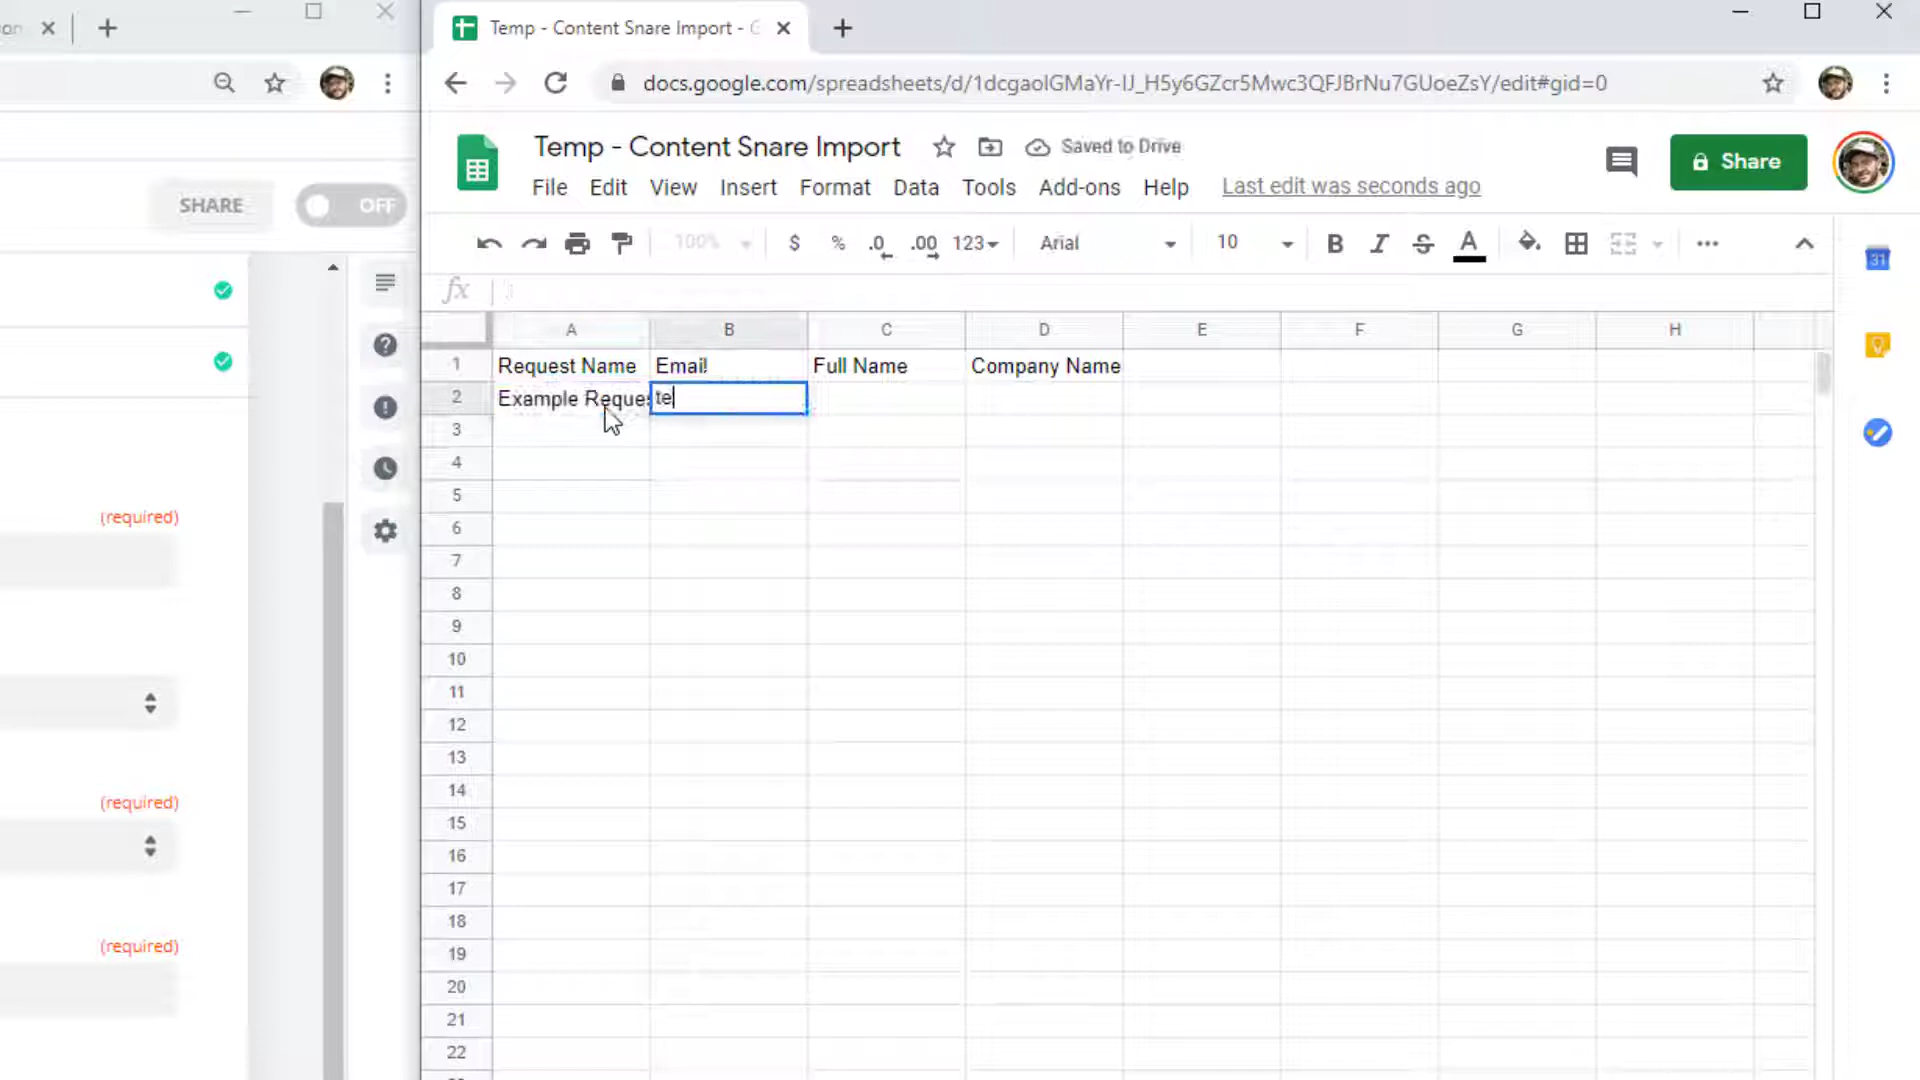 Temp - Content Snare Import - G
docs.google.com/spreadsheets/d/1dcgaolGMaYr-IJ_H5y6GZcr5Mwc3QFJBrNu7GUoeZsY/edit#gid=0
Temp - Content Snare Import
Saved to Drive
Share
File Edit View Insert Format Data Tools Add-ons Help Last edit was seconds ago
SHARE OFF
100% $ % .0 .00 123 Arial 10 B I S A ...
31
fx
A B C D E F G H
1 Request Name Email Full Name Company Name
2 Example Reques te
3
4
5
6
7
8
9
10
11
12
13
14
15
16
17
18
19
20
21
22
(required)
(required)
(required)